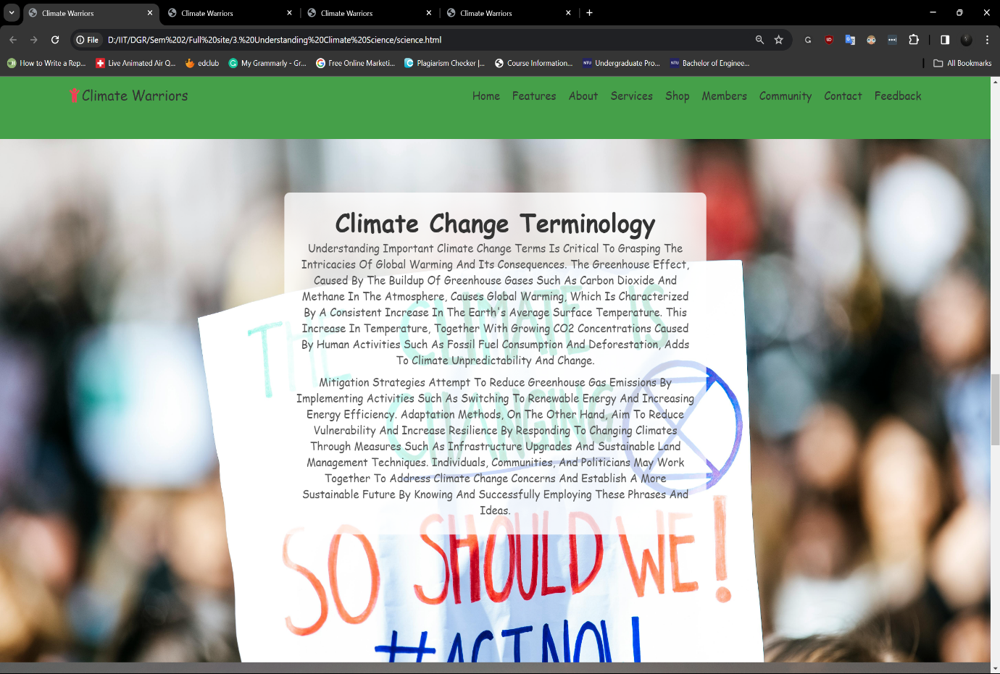 Climate Warriors
Climate Warriors
Climate Warriors
Climate Warriors
File D:/IIT/DGR/Sem%202/Full%20site/3.%20Understanding%20Climate%20Science/science.html
How to Write a Rep... Live Animated Air Q... edclub My Grammarly - Gr... Free Online Marketi... Plagiarism Checker |... Course Information... NTU Undergraduate Pro... NTU Bachelor of Enginee... All Bookmarks
Climate Warriors
Home Features About Services Shop Members Community Contact Feedback
Climate Change Terminology
Understanding Important Climate Change Terms Is Critical To Grasping The
Intricacies Of Global Warming And Its Consequences. The Greenhouse Effect,
Caused By The Buildup Of Greenhouse Gases Such As Carbon Dioxide And
Methane In The Atmosphere, Causes Global Warming, Which Is Characterized
By A Consistent Increase In The Earth's Average Surface Temperature. This
Increase In Temperature, Together With Growing CO2 Concentrations Caused
By Human Activities Such As Fossil Fuel Consumption And Deforestation, Adds
To Climate Unpredictability And Change.
Mitigation Strategies Attempt To Reduce Greenhouse Gas Emissions By
Implementing Activities Such As Switching To Renewable Energy And Increasing
Energy Efficiency. Adaptation Methods, On The Other Hand, Aim To Reduce
Vulnerability And Increase Resilience By Responding To Changing Climates
Through Measures Such As Infrastructure Upgrades And Sustainable Land
Management Techniques. Individuals, Communities, And Politicians May Work
Together To Address Climate Change Concerns And Establish A More
Sustainable Future By Knowing And Successfully Employing These Phrases And
Ideas.
THE CLIMATE IS
CHANGING
SO SHOULD WE!
#ACTNOW